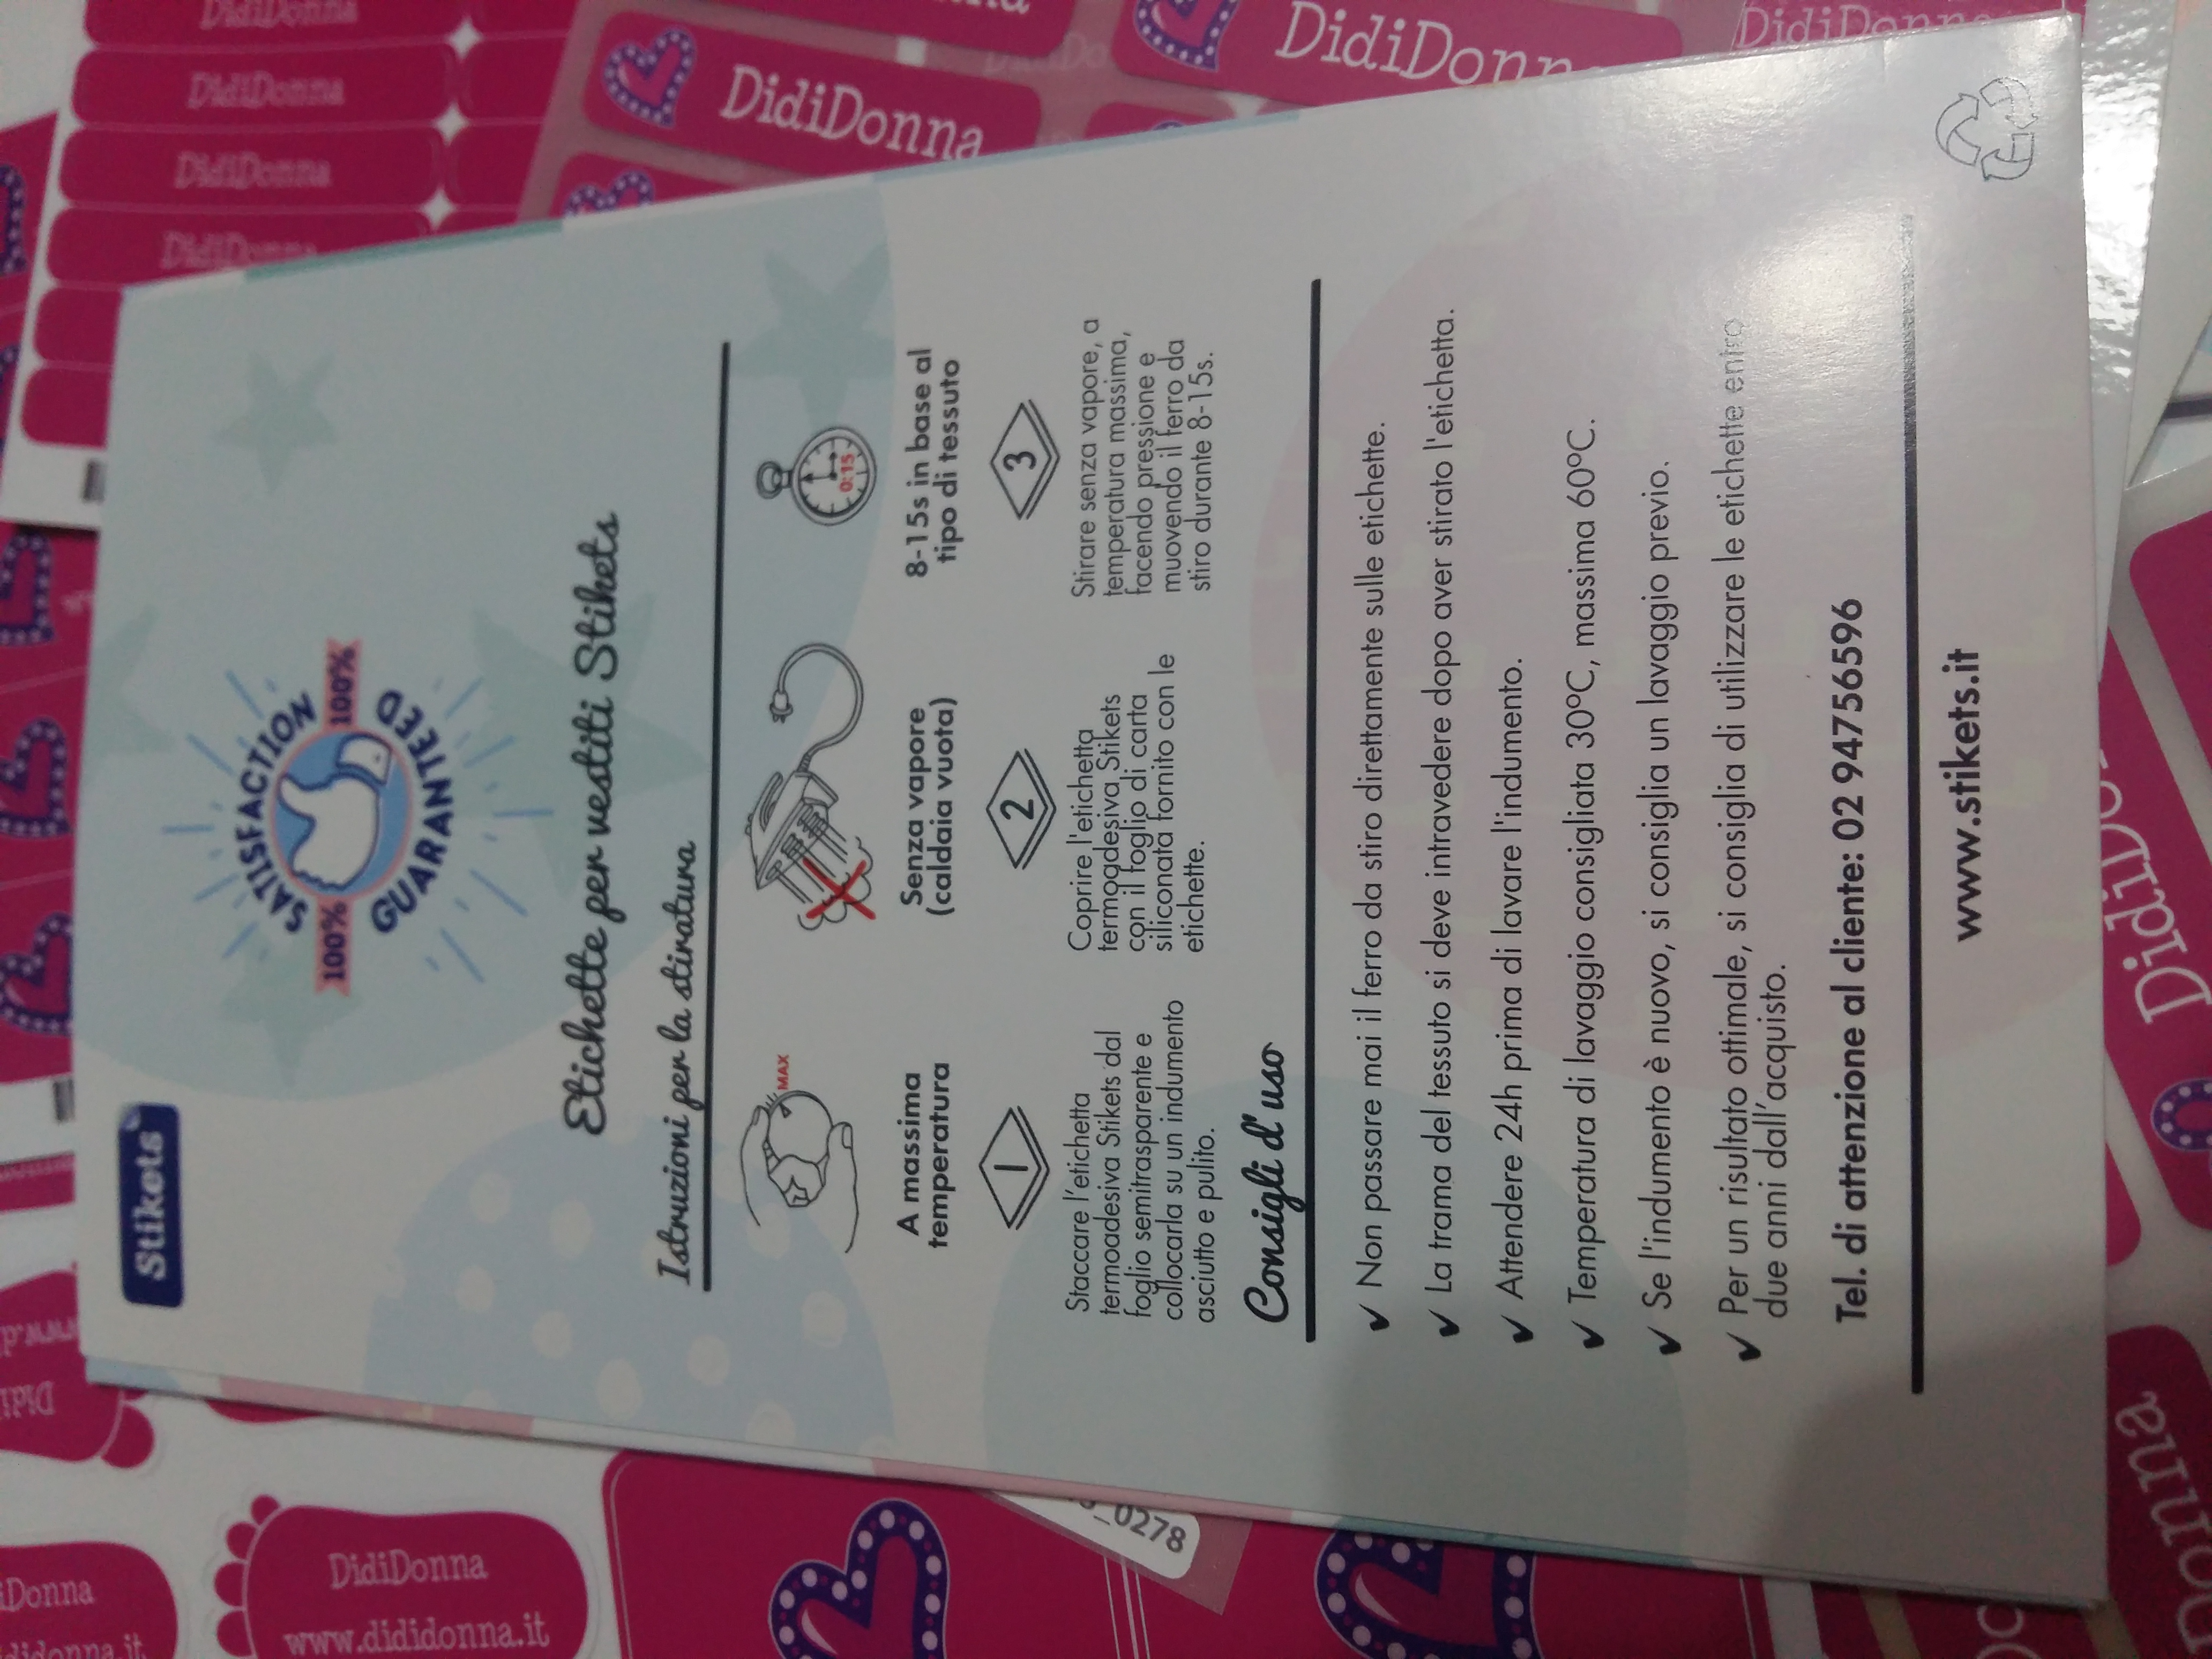 Stikets
SATISFACTION
100% 100%
GUARANTEED
Etichette per vestiti Stikets
Istruzioni per la stiratura
MAX
0:15
A massima
temperatura
Senza vapore
(caldaia vuota)
8-15s in base al
tipo di tessuto
1
2
3
Staccare l'etichetta
termoadesiva Stikets dal
foglio semitrasparente e
collocarla su un indumento
asciutto e pulito.
Coprire l'etichetta
termoadesiva Stikets
con il foglio di carta
siliconata fornito con le
etichette.
Stirare senza vapore, a
temperatura massima,
facendo pressione e
muovendo il ferro da
stiro durante 8-15s.
Consigli d'uso
✓ Non passare mai il ferro da stiro direttamente sulle etichette.
✓ La trama del tessuto si deve intravedere dopo aver stirato l'etichetta.
✓ Attendere 24h prima di lavare l'indumento.
✓ Temperatura di lavaggio consigliata 30ºC, massima 60ºC.
✓ Se l'indumento è nuovo, si consiglia un lavaggio previo.
✓ Per un risultato ottimale, si consiglia di utilizzare le etichette entro
due anni dall'acquisto.
Tel. di attenzione al cliente: 02 94756596
www.stikets.it
DidiDonna
DidiDonna
DidiDonna
DidiDonna
DidiDonna
DidiDonna
DidiDonna
DidiDonna
www.dididonna.it
_0278